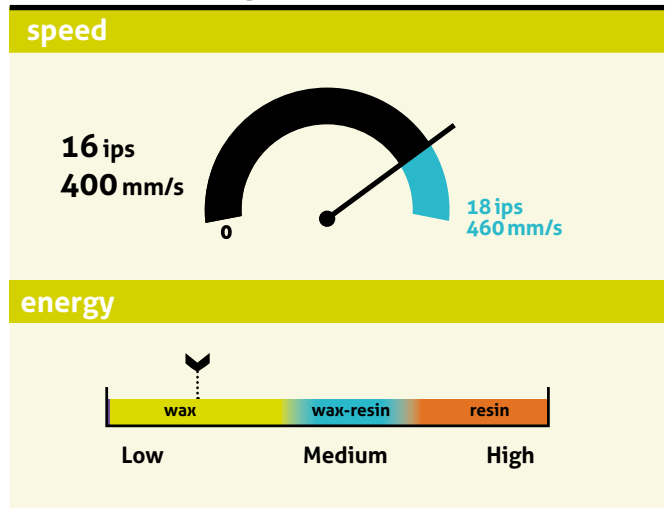 speed
16 ips
400 mm/s
0
18 ips
460 mm/s
energy
wax wax-resin resin
Low Medium High